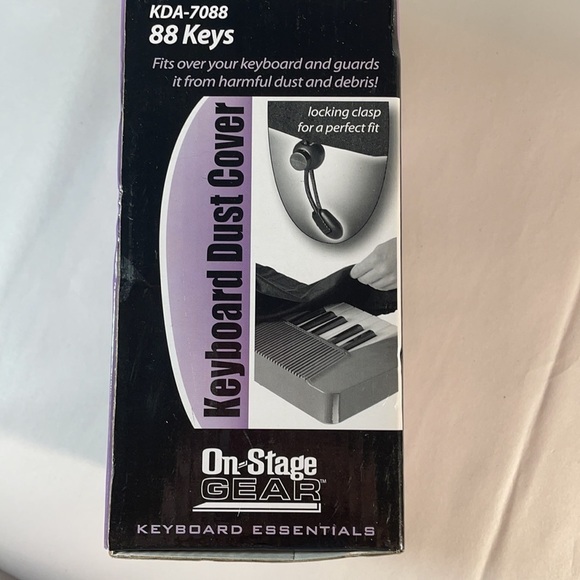 KDA-7088
88 Keys
Fits over your keyboard and guards
it from harmful dust and debris!
locking clasp
for a perfect fit
Keyboard Dust Cover
On-Stage
GEAR™
KEYBOARD ESSENTIALS